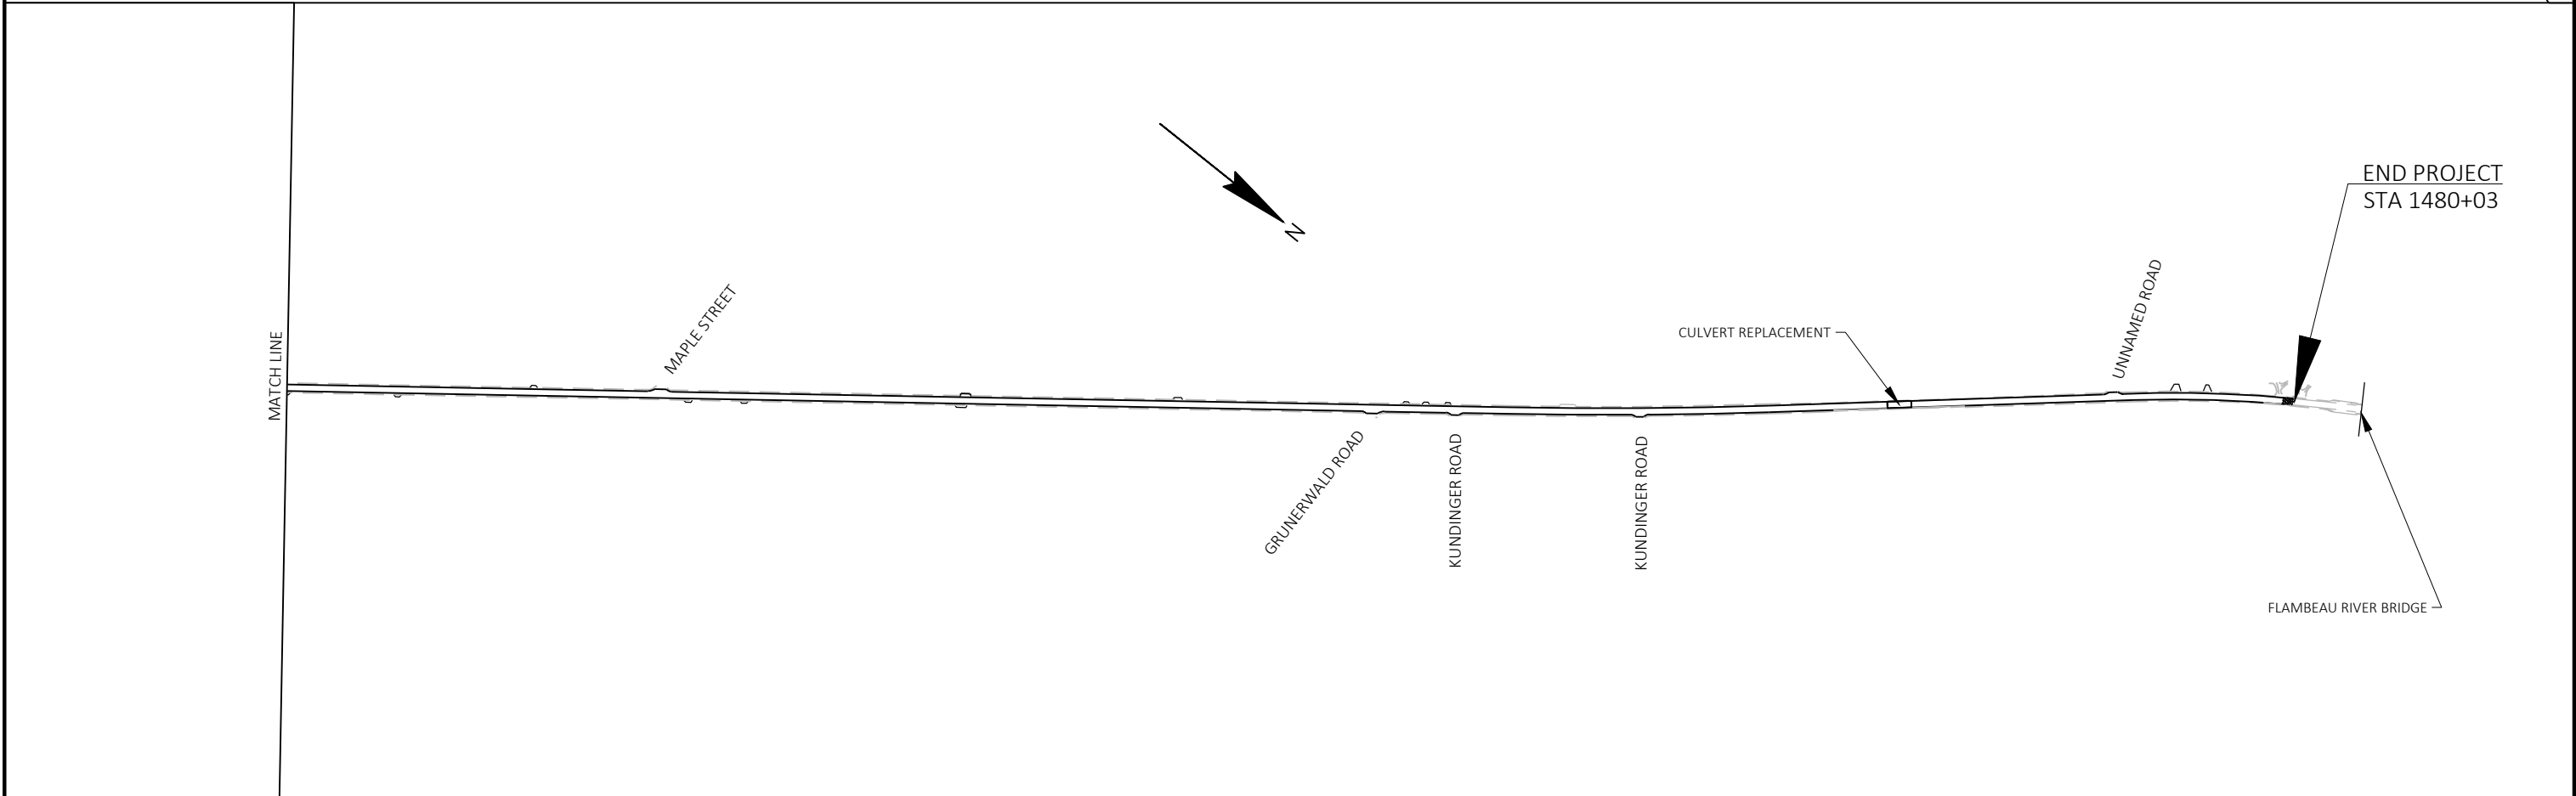 END PROJECT
STA 1480+03
N
MAPLE STREET
UNNAMED ROAD
CULVERT REPLACEMENT
MATCH LINE
GRUNERWALD ROAD
KUNDINGER ROAD
KUNDINGER ROAD
FLAMBEAU RIVER BRIDGE